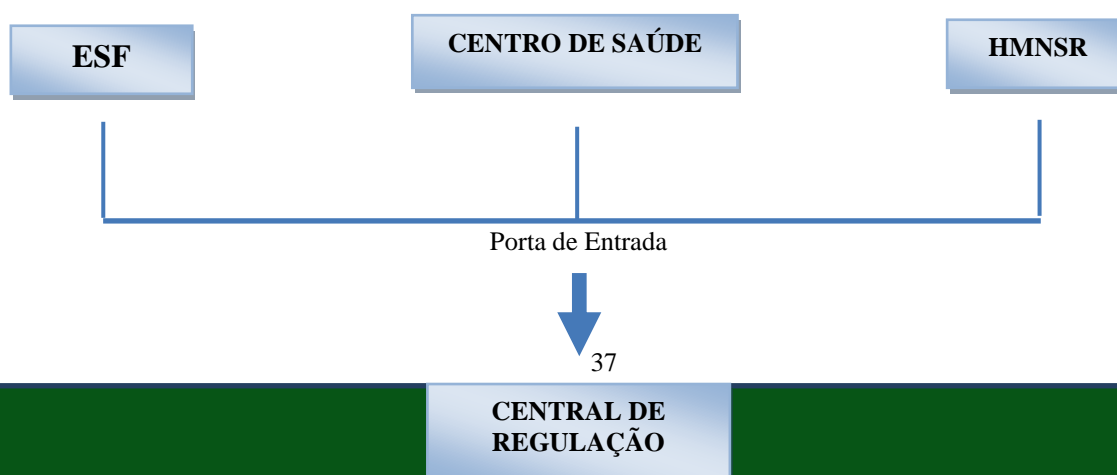 ESF
CENTRO DE SAÚDE
HMNSR
Porta de Entrada
37
CENTRAL DE
REGULAÇÃO